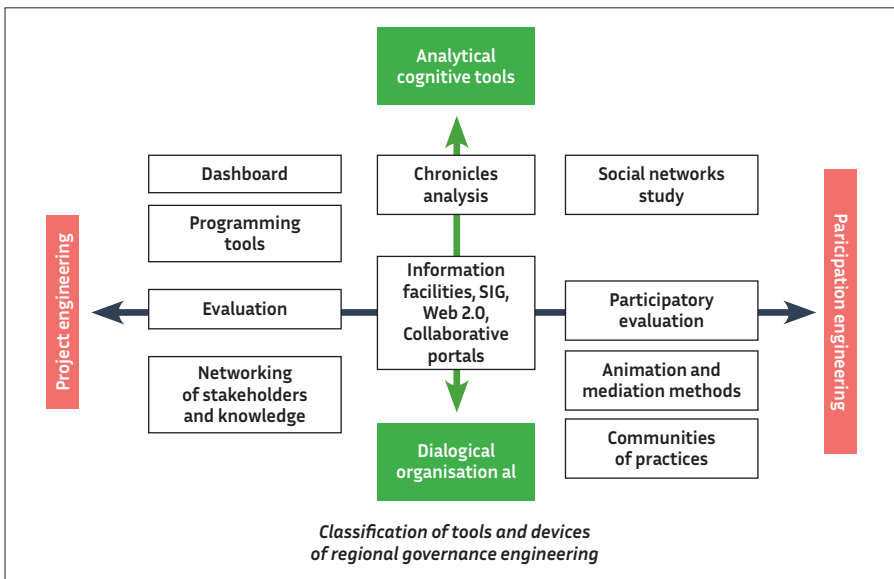 Analytical
cognitive tools
Dashboard
Chronicles
analysis
Social networks
study
Programming
tools
Project engineering
Information
facilities, SIG,
Web 2.0,
Collaborative
portals
Evaluation
Participatory
evaluation
Paricipation engineering
Networking
of stakeholders
and knowledge
Animation and
mediation methods
Dialogical
organisation al
Communities
of practices
Classification of tools and devices
of regional governance engineering